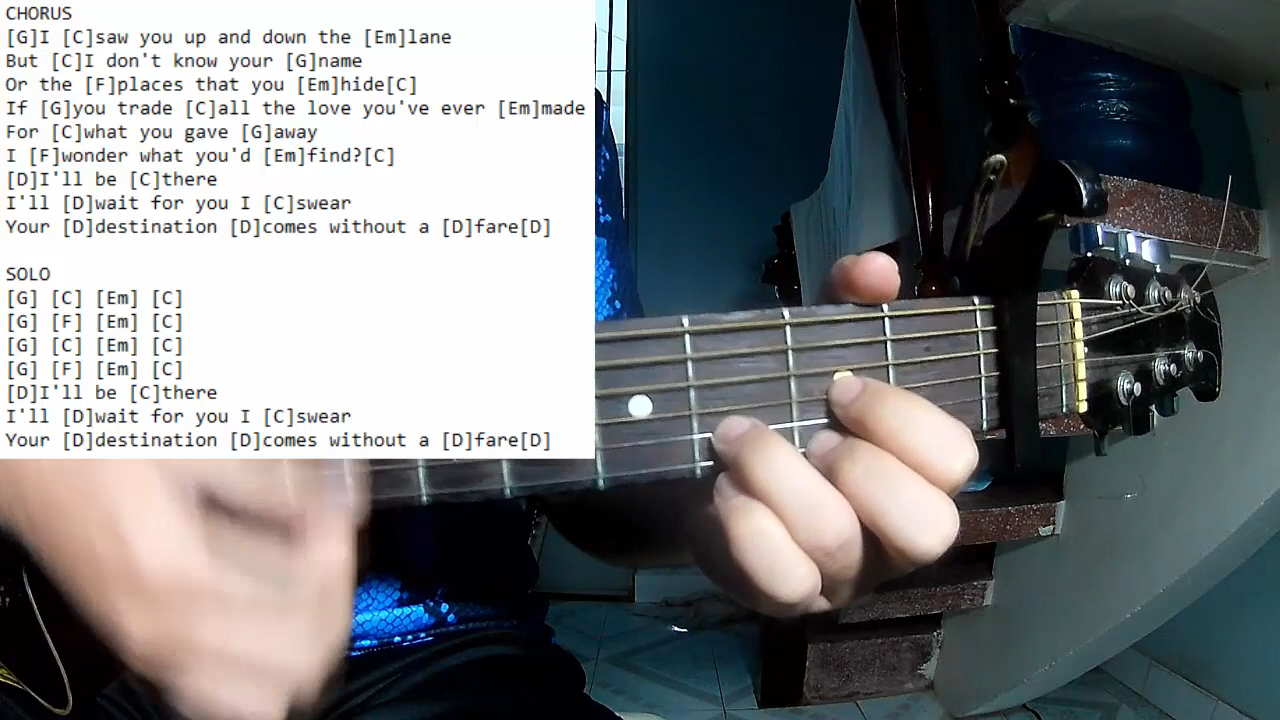 CHORUS
[G]I [C]saw you up and down the [Em]lane
But [C]I don't know your [G]name
Or the [F]places that you [Em]hide[C]
If [G]you trade [C]all the love you've ever [Em]made
For [C]what you gave [G]away
I [F]wonder what you'd [Em]find?[C]
[D]I'll be [C]there
I'll [D]wait for you I [C]swear
Your [D]destination [D]comes without a [D]fare[D]
SOLO
[G] [C] [Em] [C]
[G] [F] [Em] [C]
[G] [C] [Em] [C]
[G] [F] [Em] [C]
[D]I'll be [C]there
I'll [D]wait for you I [C]swear
Your [D]destination [D]comes without a [D]fare[D]